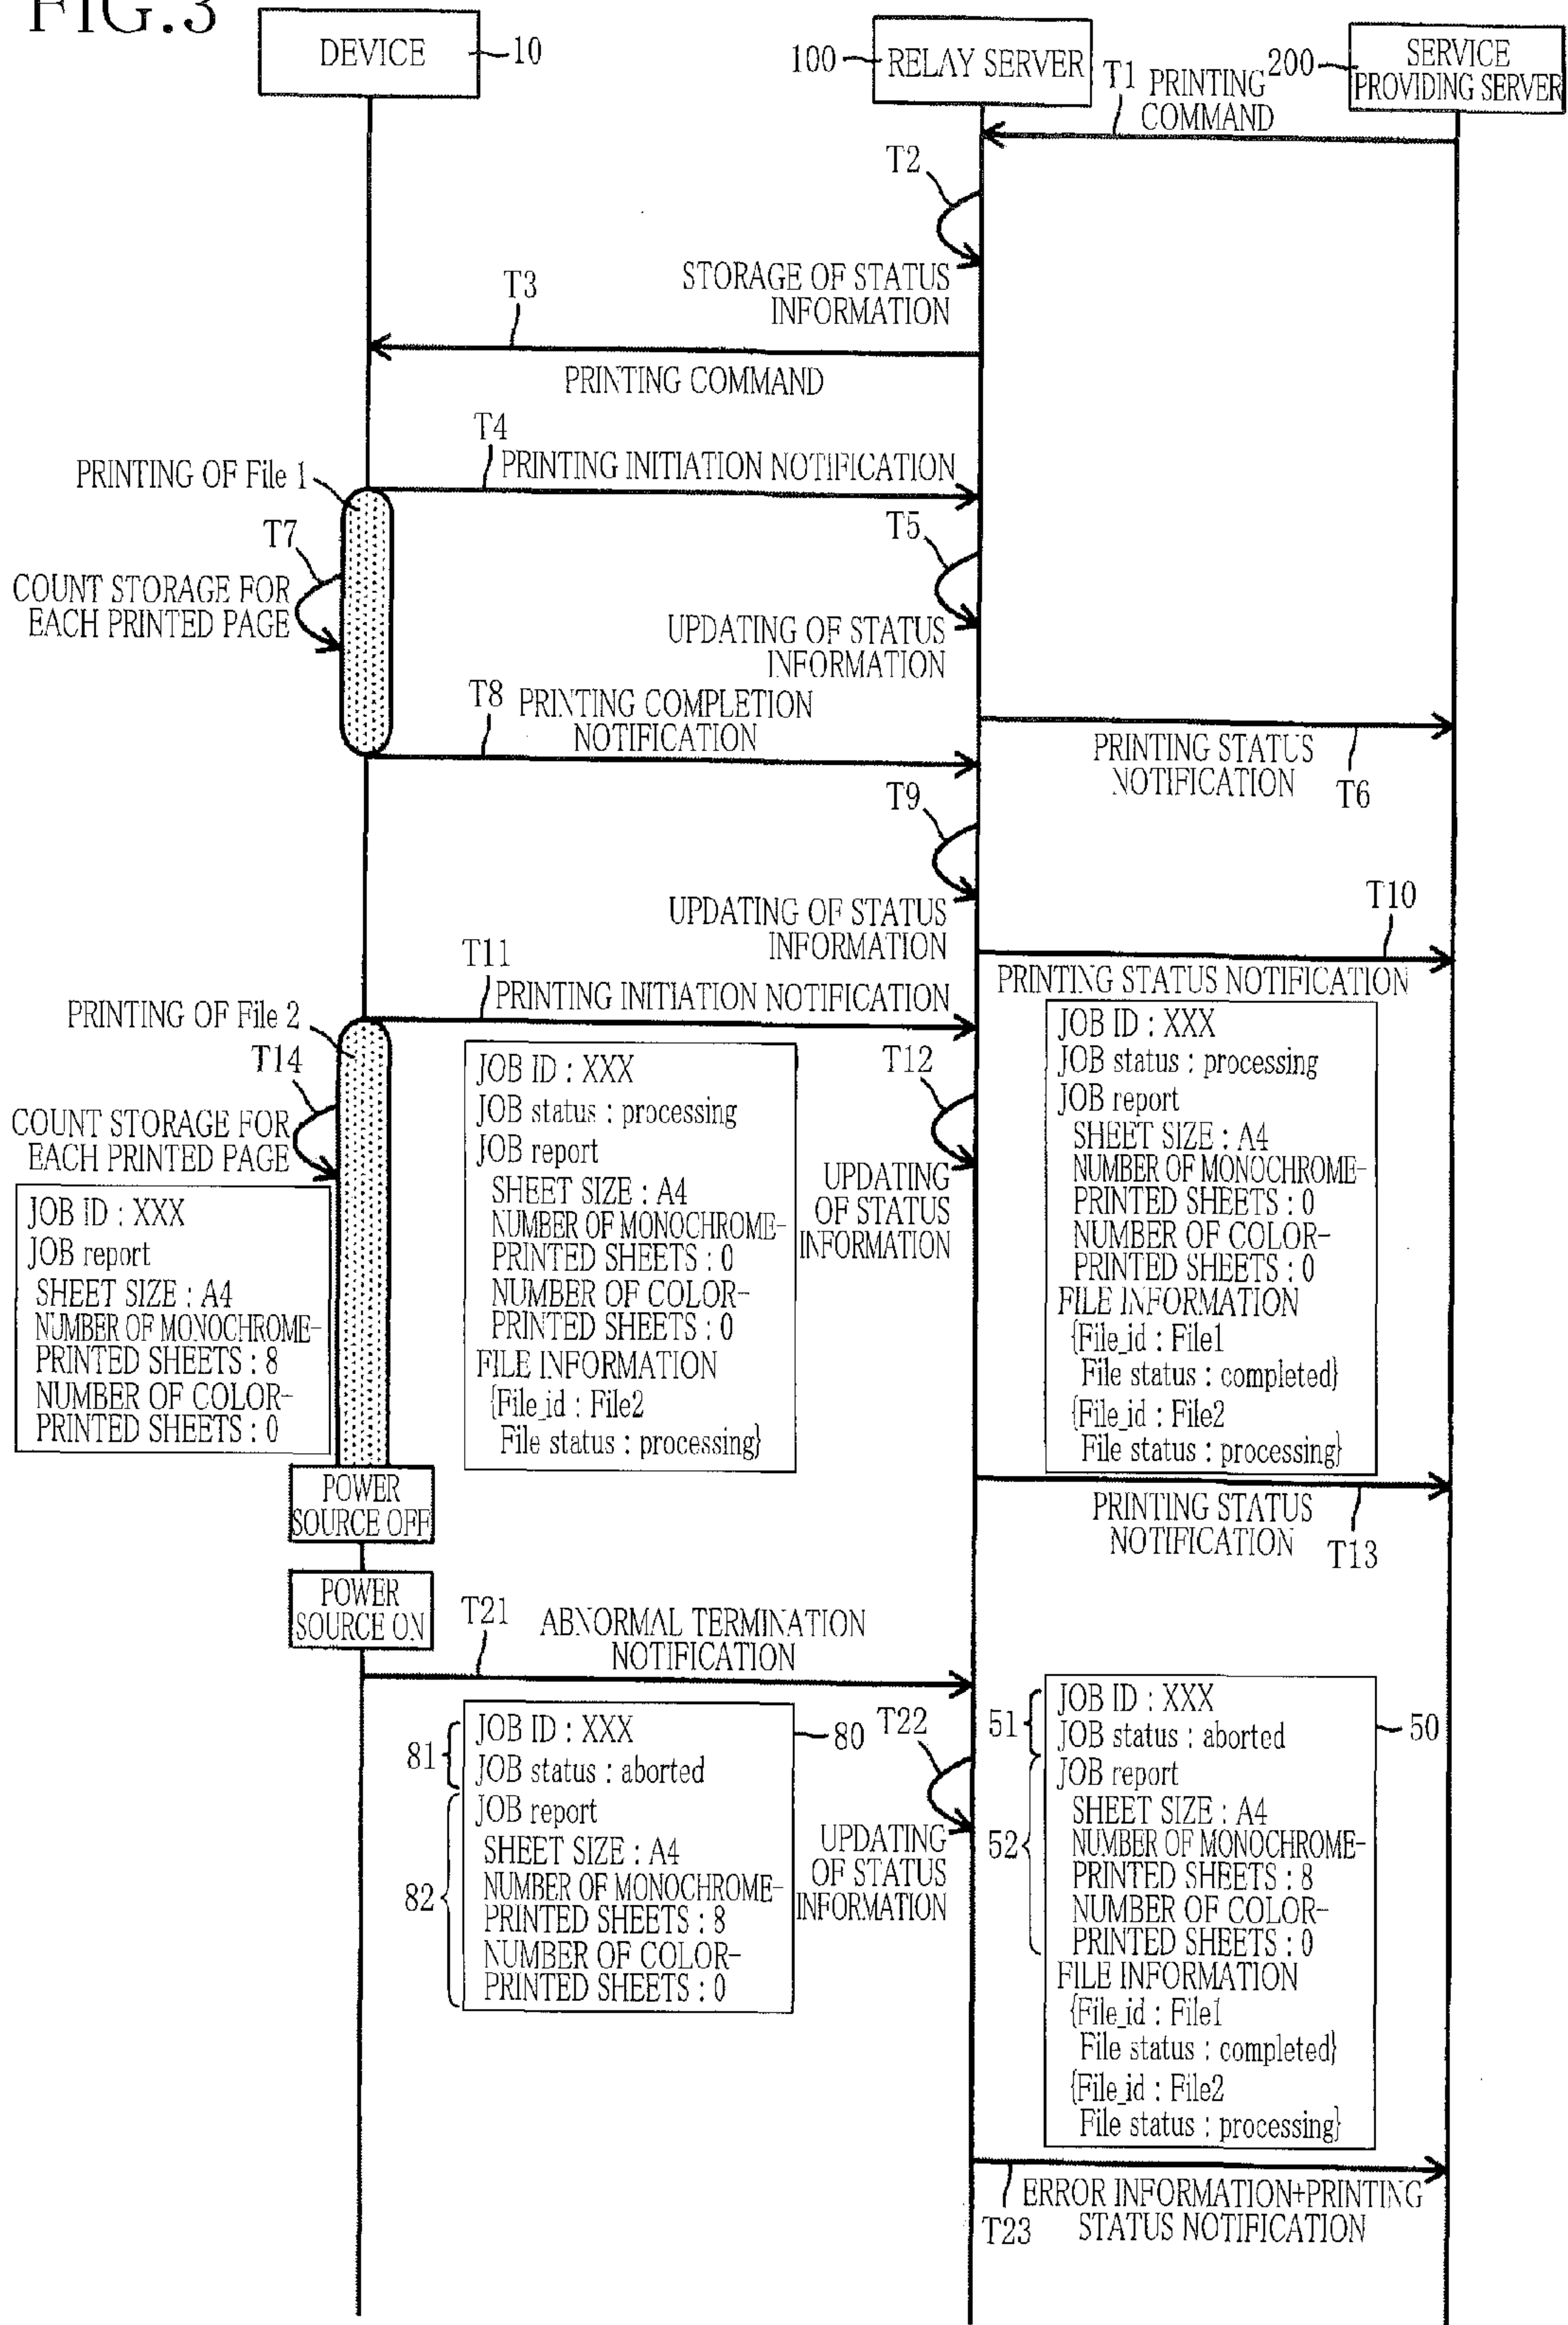 FIG.3
DEVICE
10
100
RELAY SERVER
200
SERVICE
PROVIDING SERVER
T1
PRINTING
COMMAND
T2
STORAGE OF STATUS
INFORMATION
T3
PRINTING COMMAND
T4
PRINTING INITIATION NOTIFICATION
PRINTING OF File 1
T7
COUNT STORAGE FOR
EACH PRINTED PAGE
T5
UPDATING OF STATUS
INFORMATION
T8
PRINTING COMPLETION
NOTIFICATION
PRINTING STATUS
NOTIFICATION
T6
T9
UPDATING OF STATUS
INFORMATION
T10
PRINTING STATUS NOTIFICATION
T11
PRINTING INITIATION NOTIFICATION
PRINTING OF File 2
T14
COUNT STORAGE FOR
EACH PRINTED PAGE
JOB ID : XXX
JOB report
SHEET SIZE : A4
NUMBER OF MONOCHROME-
PRINTED SHEETS : 8
NUMBER OF COLOR-
PRINTED SHEETS : 0
JOB ID : XXX
JOB status : processing
JOB report
SHEET SIZE : A4
NUMBER OF MONOCHROME-
PRINTED SHEETS : 0
NUMBER OF COLOR-
PRINTED SHEETS : 0
FILE INFORMATION
{File_id : File2
File status : processing}
T12
UPDATING
OF STATUS
INFORMATION
JOB ID : XXX
JOB status : processing
JOB report
SHEET SIZE : A4
NUMBER OF MONOCHROME-
PRINTED SHEETS : 0
NUMBER OF COLOR-
PRINTED SHEETS : 0
FILE INFORMATION
{File_id : File1
File status : completed}
{File_id : File2
File status : processing}
PRINTING STATUS
NOTIFICATION
T13
POWER
SOURCE OFF
POWER
SOURCE ON
T21
ABNORMAL TERMINATION
NOTIFICATION
81
82
80
JOB ID : XXX
JOB status : aborted
JOB report
SHEET SIZE : A4
NUMBER OF MONOCHROME-
PRINTED SHEETS : 8
NUMBER OF COLOR-
PRINTED SHEETS : 0
T22
UPDATING
OF STATUS
INFORMATION
51
52
50
JOB ID : XXX
JOB status : aborted
JOB report
SHEET SIZE : A4
NUMBER OF MONOCHROME-
PRINTED SHEETS : 8
NUMBER OF COLOR-
PRINTED SHEETS : 0
FILE INFORMATION
{File_id : File1
File status : completed}
{File_id : File2
File status : processing}
T23
ERROR INFORMATION+PRINTING
STATUS NOTIFICATION